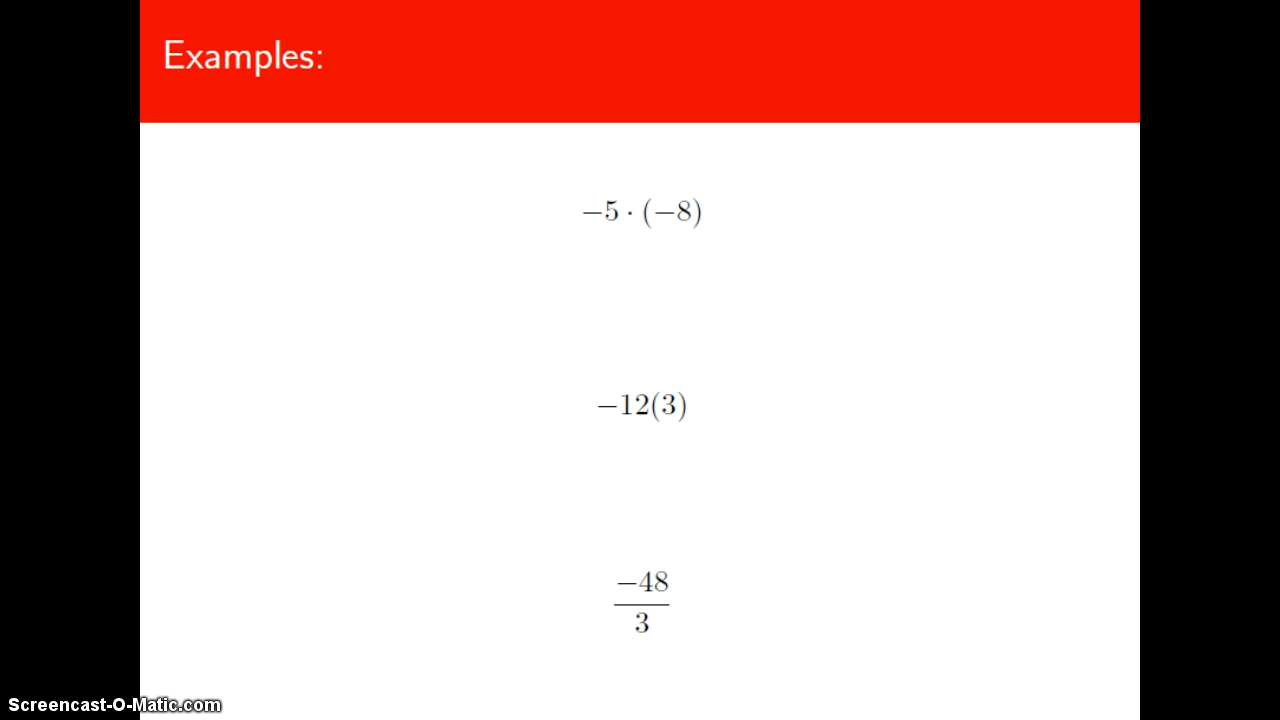 Examples:
−5 · (−8)
−12(3)
−48
3
Screencast-O-Matic.com